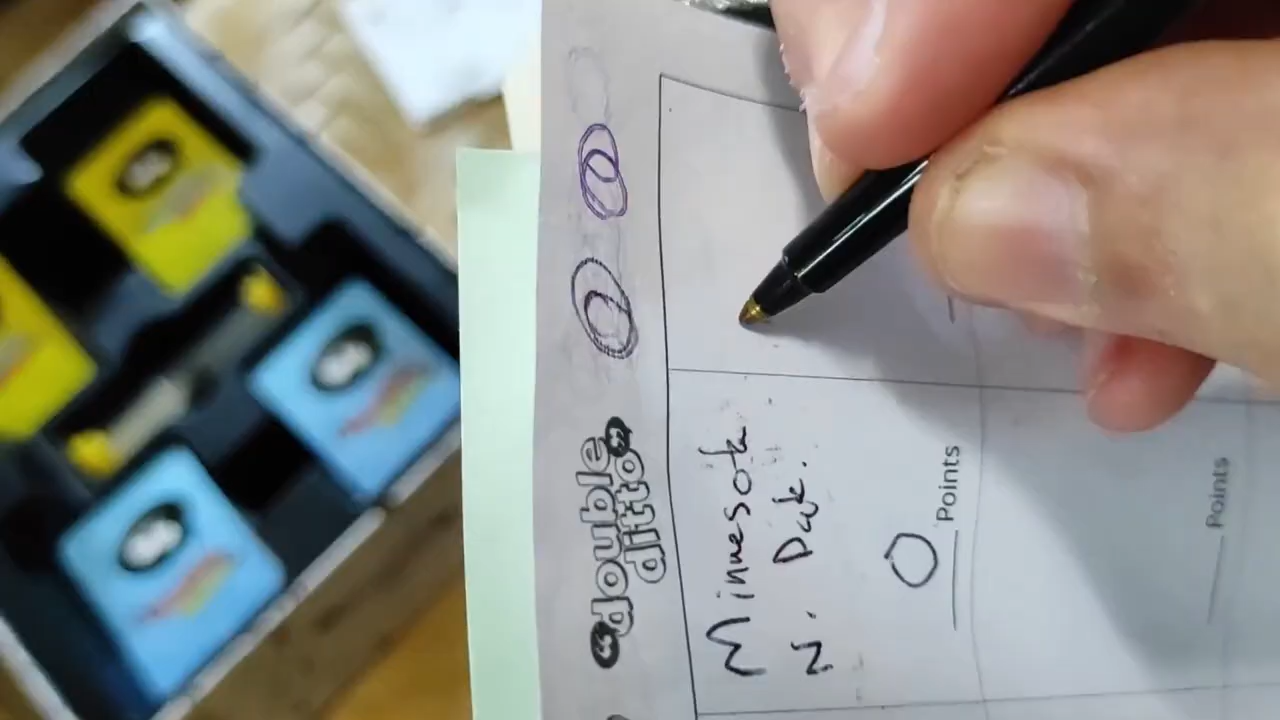 "double
ditto"
Minnesota
N. Dak.
0 Points
Points